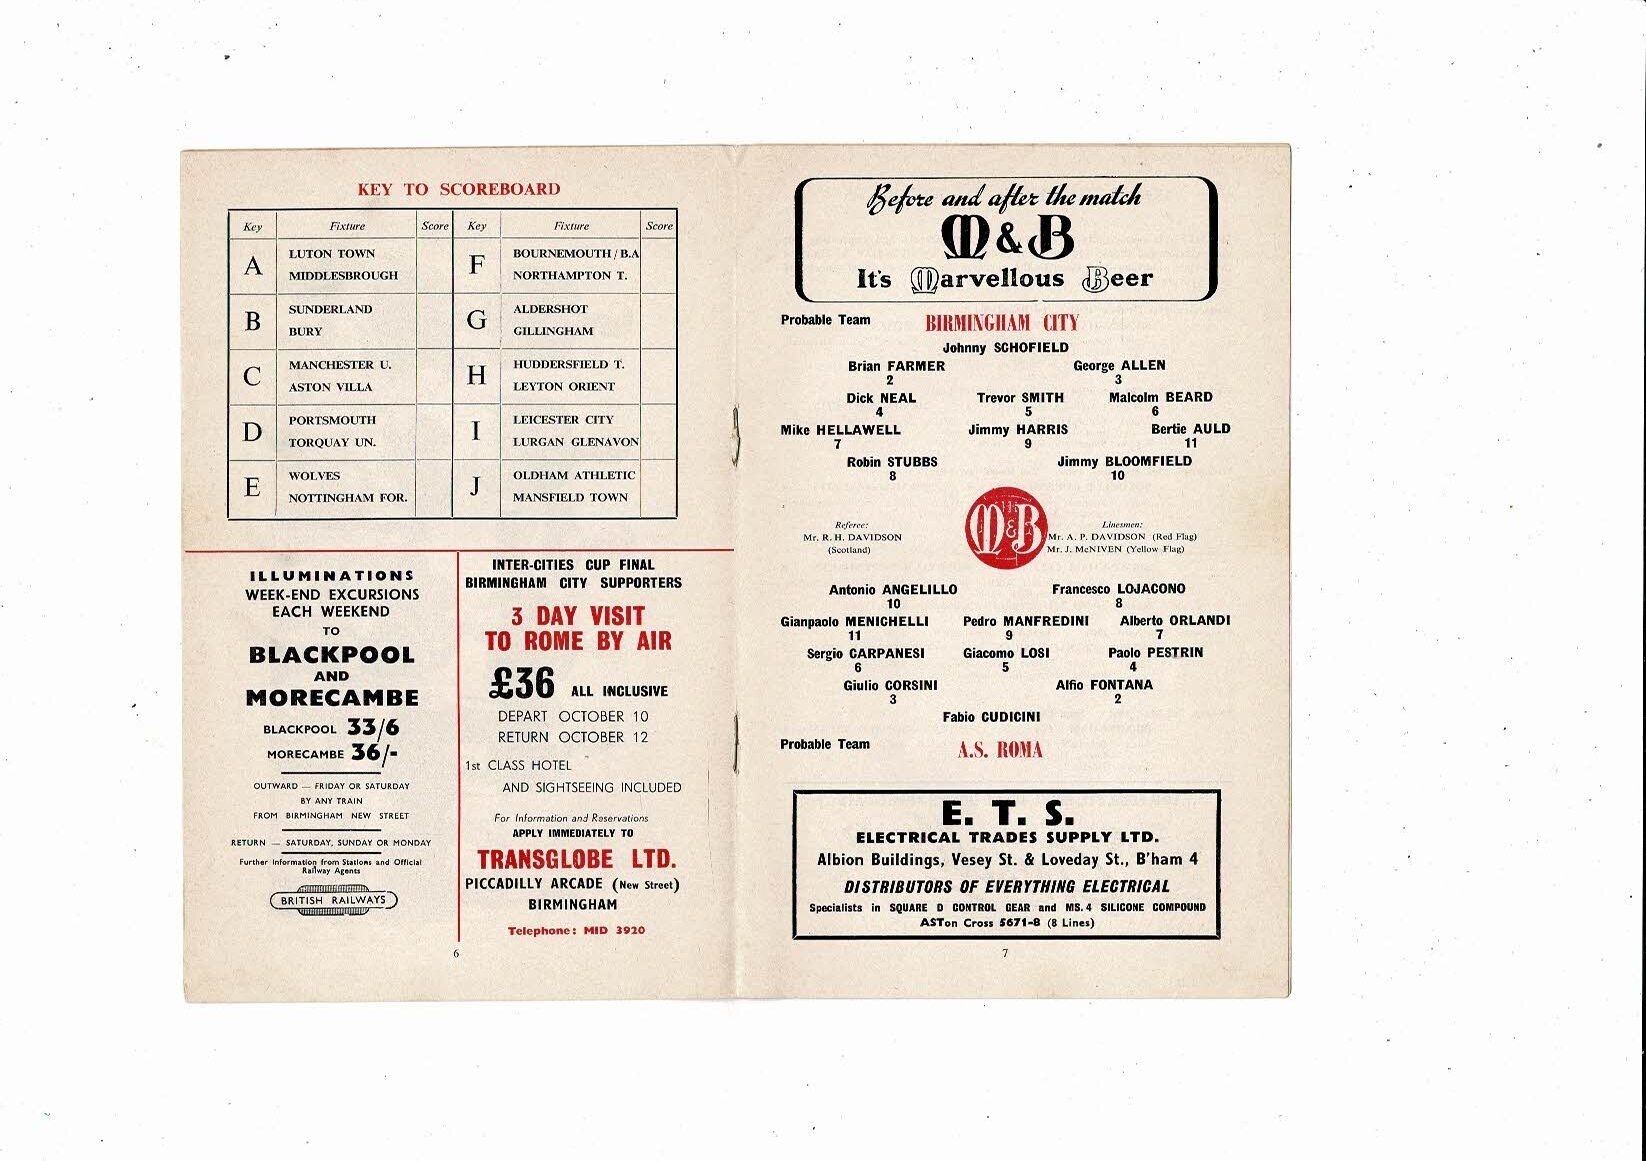 KEY TO SCOREBOARD
Key Fixture Score Key Fixture Score
A LUTON TOWN F BOURNEMOUTH / B.A
MIDDLESBROUGH NORTHAMPTON T.
B SUNDERLAND G ALDERSHOT
BURY GILLINGHAM
C MANCHESTER U. H HUDDERSFIELD T.
ASTON VILLA LEYTON ORIENT
D PORTSMOUTH I LEICESTER CITY
TORQUAY UN. LURGAN GLENAVON
E WOLVES J OLDHAM ATHLETIC
NOTTINGHAM FOR. MANSFIELD TOWN
ILLUMINATIONS
WEEK-END EXCURSIONS
EACH WEEKEND
TO
BLACKPOOL
AND
MORECAMBE
BLACKPOOL 33/6
MORECAMBE 36/-
OUTWARD — FRIDAY OR SATURDAY
BY ANY TRAIN
FROM BIRMINGHAM NEW STREET
RETURN — SATURDAY, SUNDAY OR MONDAY
Further Information from Stations and Official
Railway Agents
BRITISH RAILWAYS
INTER-CITIES CUP FINAL
BIRMINGHAM CITY SUPPORTERS
3 DAY VISIT
TO ROME BY AIR
£36 ALL INCLUSIVE
DEPART OCTOBER 10
RETURN OCTOBER 12
1st CLASS HOTEL
AND SIGHTSEEING INCLUDED
For Information and Reservations
APPLY IMMEDIATELY TO
TRANSGLOBE LTD.
PICCADILLY ARCADE (New Street)
BIRMINGHAM
Telephone: MID 3920
6
Before and after the match
M&B
It's Marvellous Beer
Probable Team BIRMINGHAM CITY
Johnny SCHOFIELD
Brian FARMER George ALLEN
2 3
Dick NEAL Trevor SMITH Malcolm BEARD
4 5 6
Mike HELLAWELL Jimmy HARRIS Bertie AULD
7 9 11
Robin STUBBS Jimmy BLOOMFIELD
8 10
Referee: Linesmen:
Mr. R. H. DAVIDSON M&B Mr. A. P. DAVIDSON (Red Flag)
(Scotland) Mr. J. McNIVEN (Yellow Flag)
Antonio ANGELILLO Francesco LOJACONO
10 8
Gianpaolo MENICHELLI Pedro MANFREDINI Alberto ORLANDI
11 9 7
Sergio CARPANESI Giacomo LOSI Paolo PESTRIN
6 5 4
Giulio CORSINI Alfio FONTANA
3 2
Fabio CUDICINI
Probable Team A.S. ROMA
E. T. S.
ELECTRICAL TRADES SUPPLY LTD.
Albion Buildings, Vesey St. & Loveday St., B'ham 4
DISTRIBUTORS OF EVERYTHING ELECTRICAL
Specialists in SQUARE D CONTROL GEAR and MS.4 SILICONE COMPOUND
ASTon Cross 5671-8 (8 Lines)
7